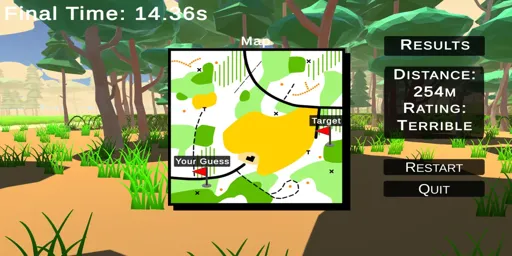 Final Time: 14.36s
Map
Target
Your Guess
Results
Distance:
254m
Rating:
Terrible
Restart
Quit